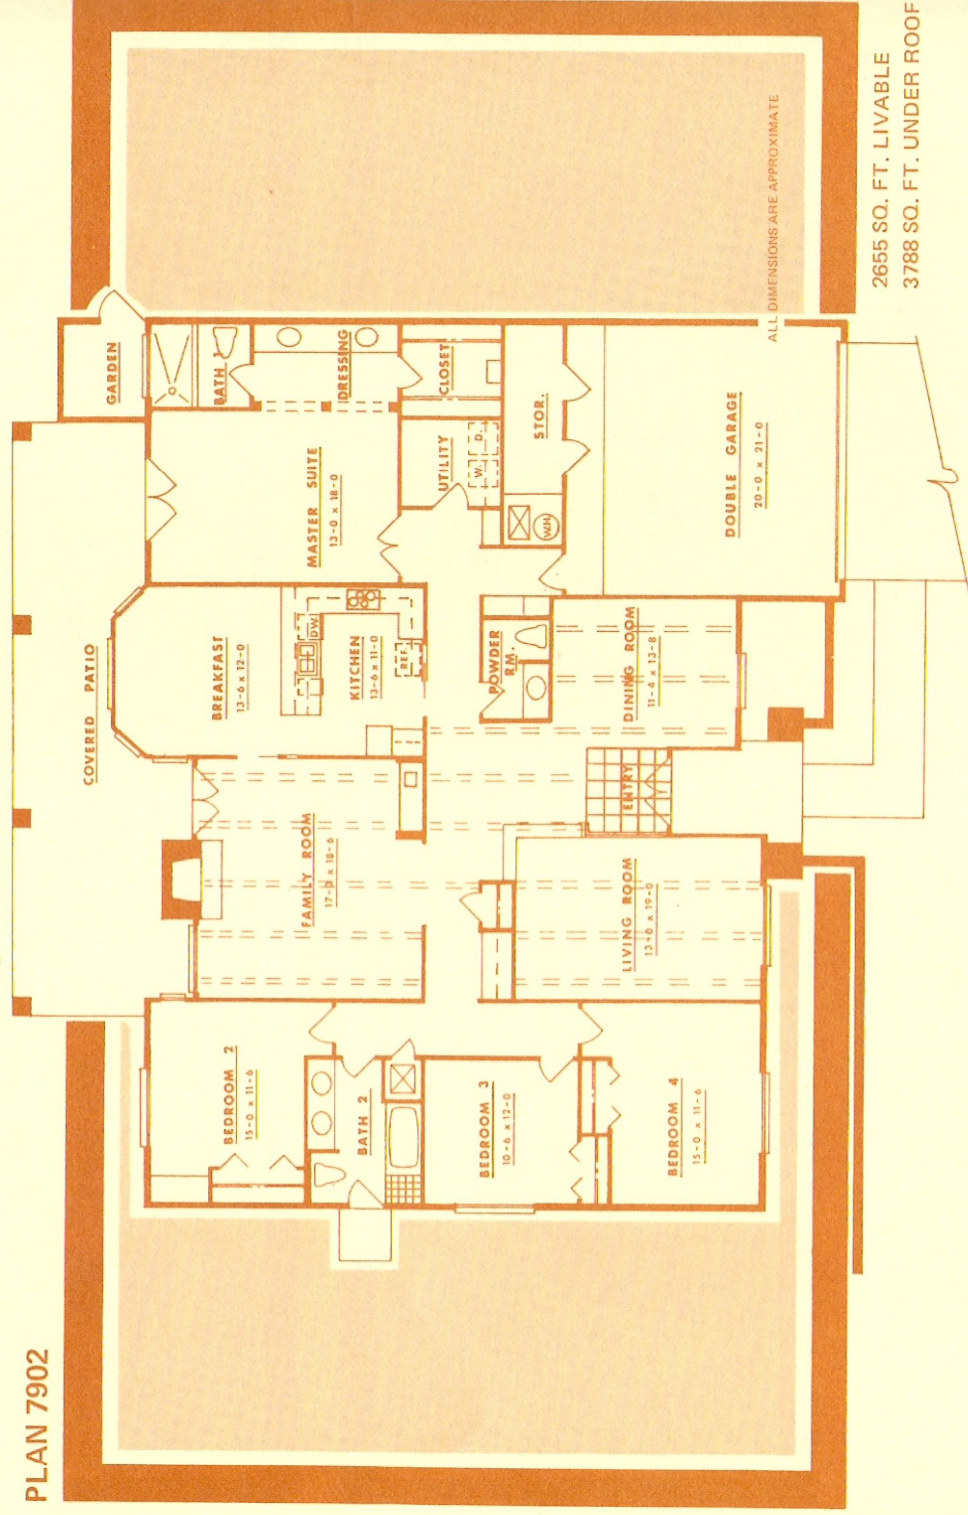 PLAN 7902
COVERED PATIO
GARDEN
BEDROOM 2
15-0 x 11-6
FAMILY ROOM
BREAKFAST
13-6 x 12-0
MASTER SUITE
13-0 x 18-0
BATH 1
DRESSING
CLOSET
BATH 2
KITCHEN
13-6 x 11-0
DW
REF.
UTILITY
W.
D.
STOR.
W.H.
BEDROOM 3
10-6 x 12-0
POWDER
RM.
BEDROOM 4
15-0 x 11-6
LIVING ROOM
13-0 x 19-0
ENTRY
DINING ROOM
11-4 x 13-8
DOUBLE GARAGE
20-0 x 21-0
ALL DIMENSIONS ARE APPROXIMATE
2655 SQ. FT. LIVABLE
3788 SQ. FT. UNDER ROOF